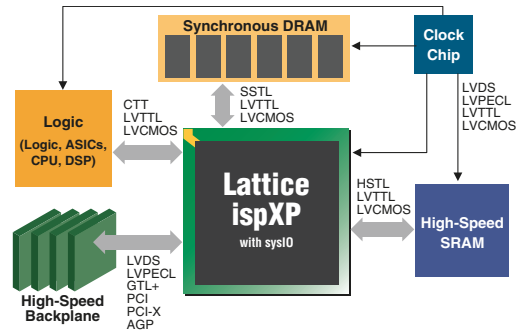 Synchronous DRAM
Clock
Chip
SSTL
LVTTL
LVCMOS
CTT
LVTTL
LVCMOS
LVDS
LVPECL
LVTTL
LVCMOS
Logic
(Logic, ASICs,
CPU, DSP)
Lattice
ispXP
with sysIO
HSTL
LVTTL
LVCMOS
High-Speed
SRAM
LVDS
LVPECL
GTL+
PCI
PCI-X
AGP
High-Speed
Backplane